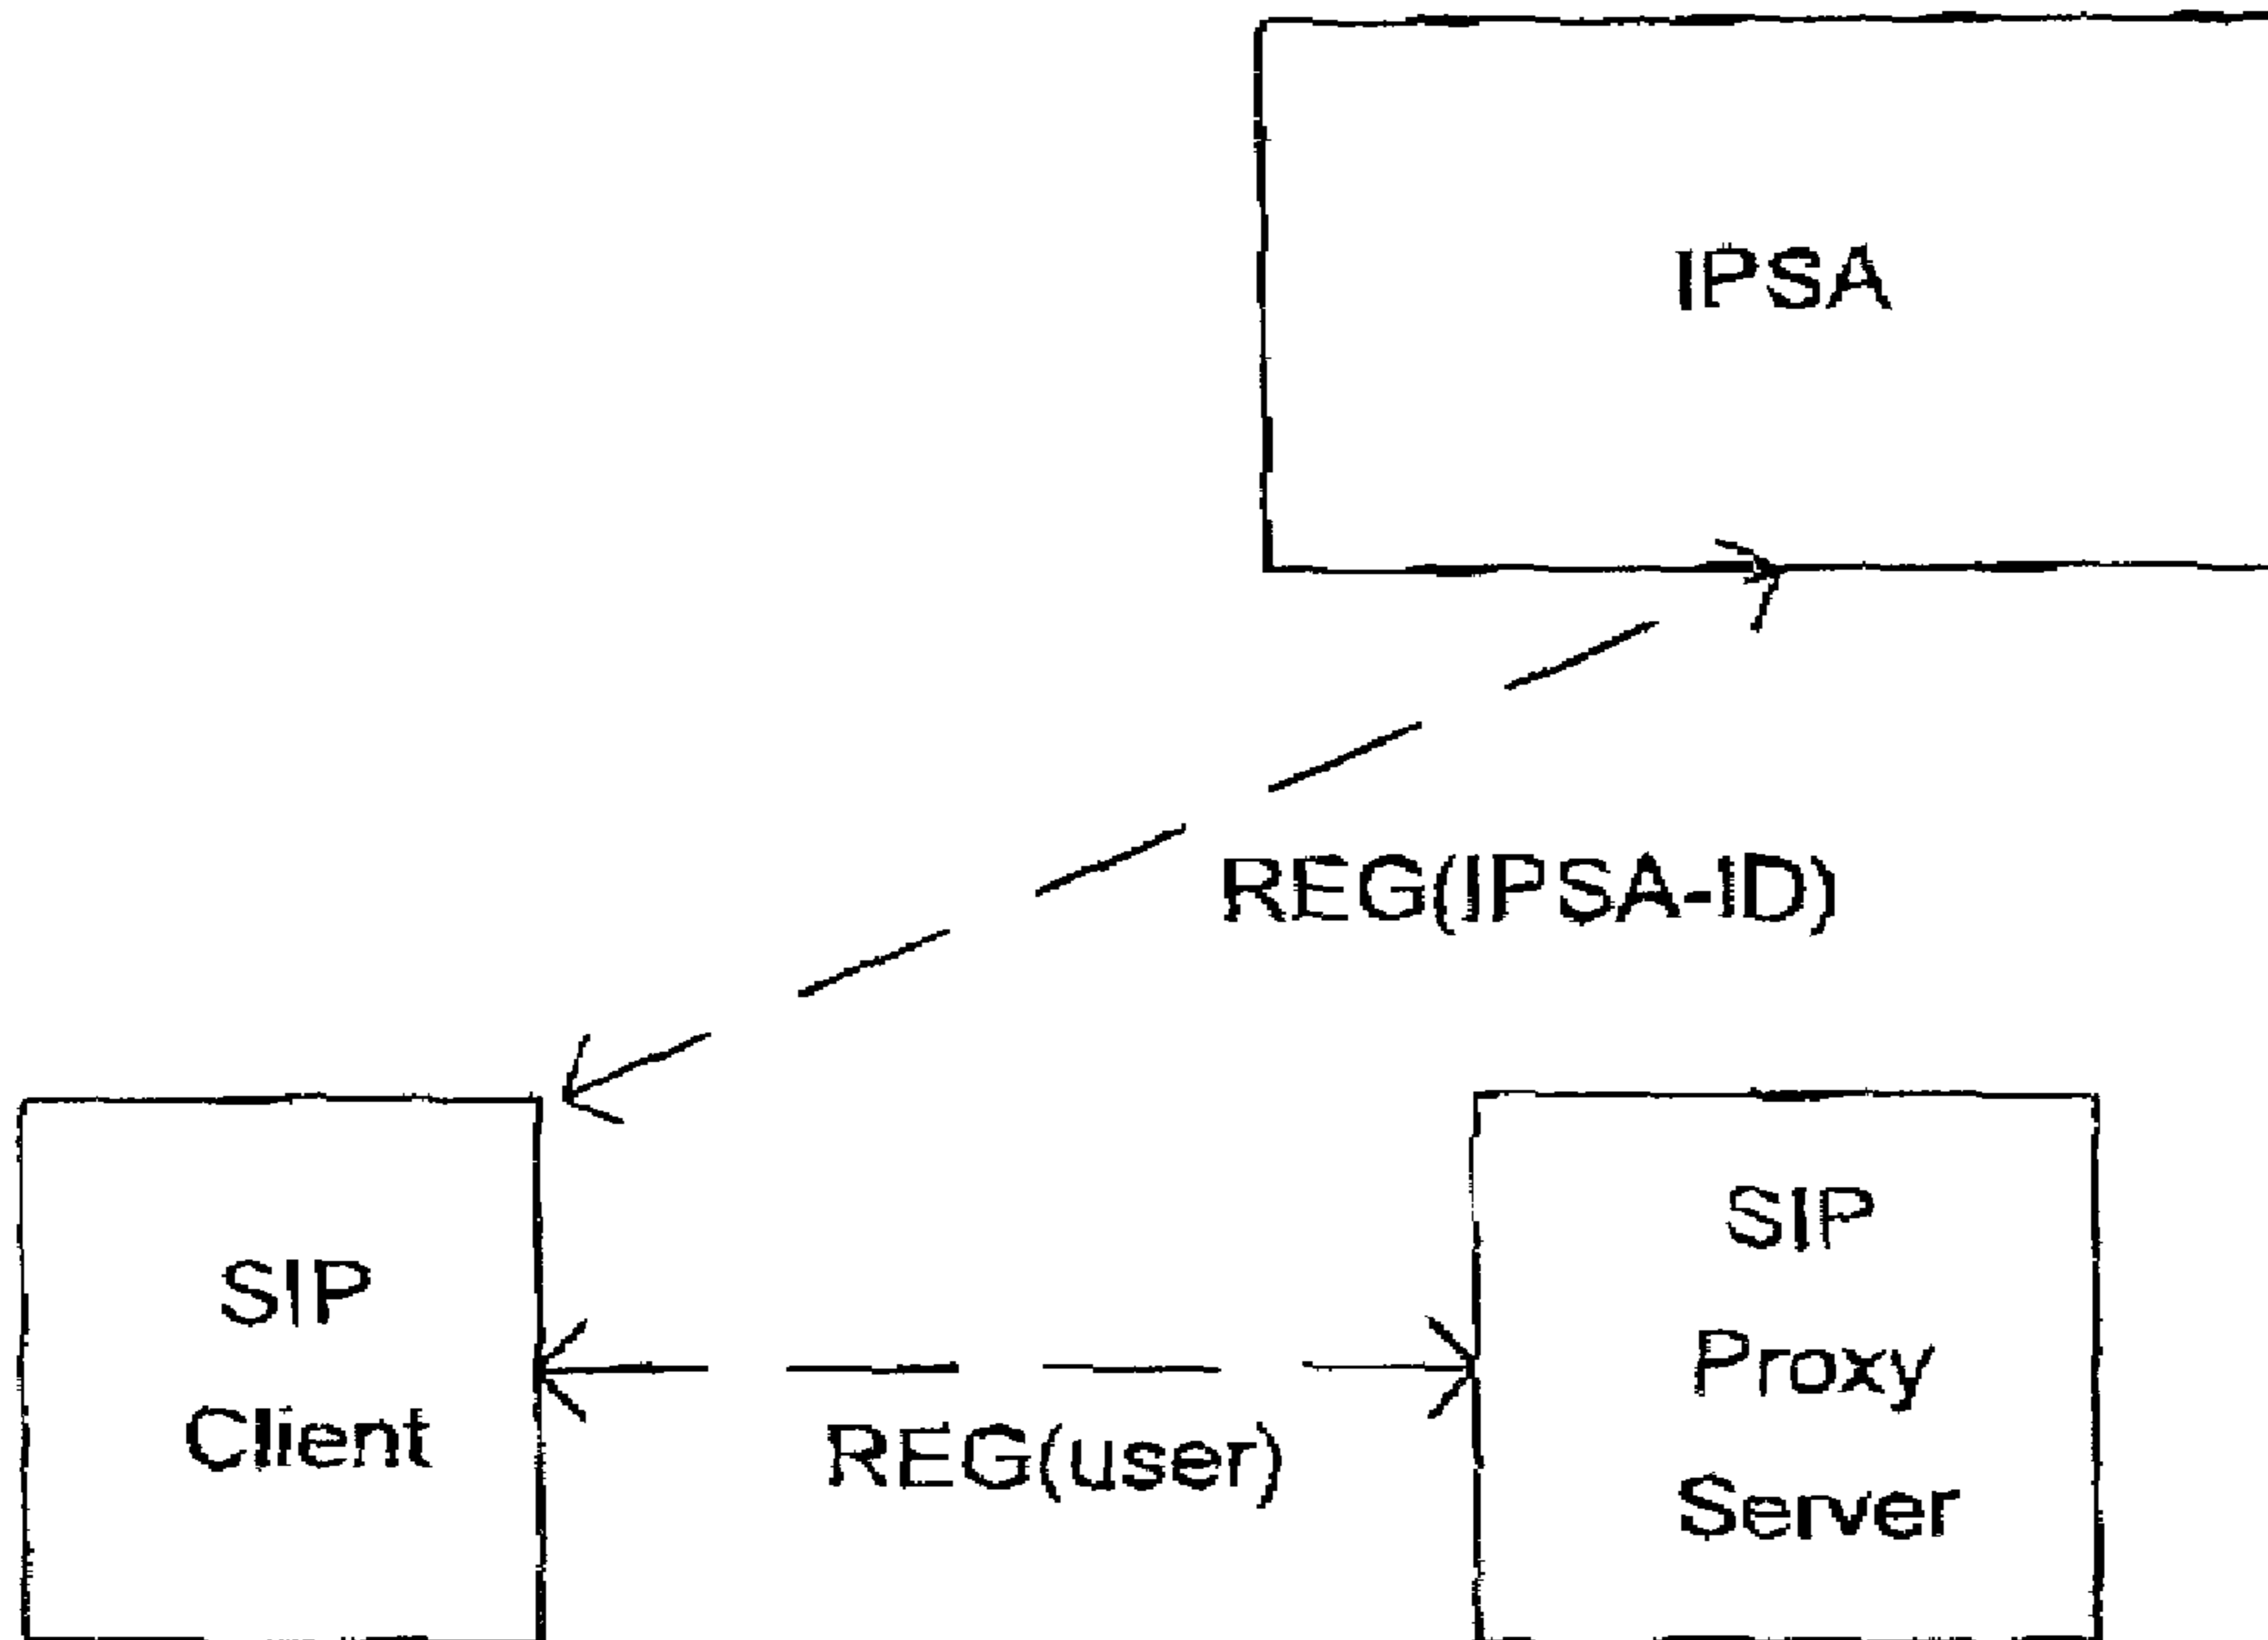 IPSA
REG(IPSA-ID)
SIP
Client
REG(user)
SIP
Proxy
Server